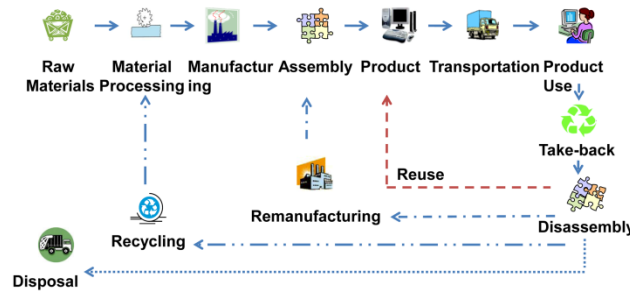 Raw
Materials
Material
Processing
Manufactur
ing
Assembly
Product
Transportation
Product
Use
Take-back
Reuse
Disassembly
Remanufacturing
Recycling
Disposal